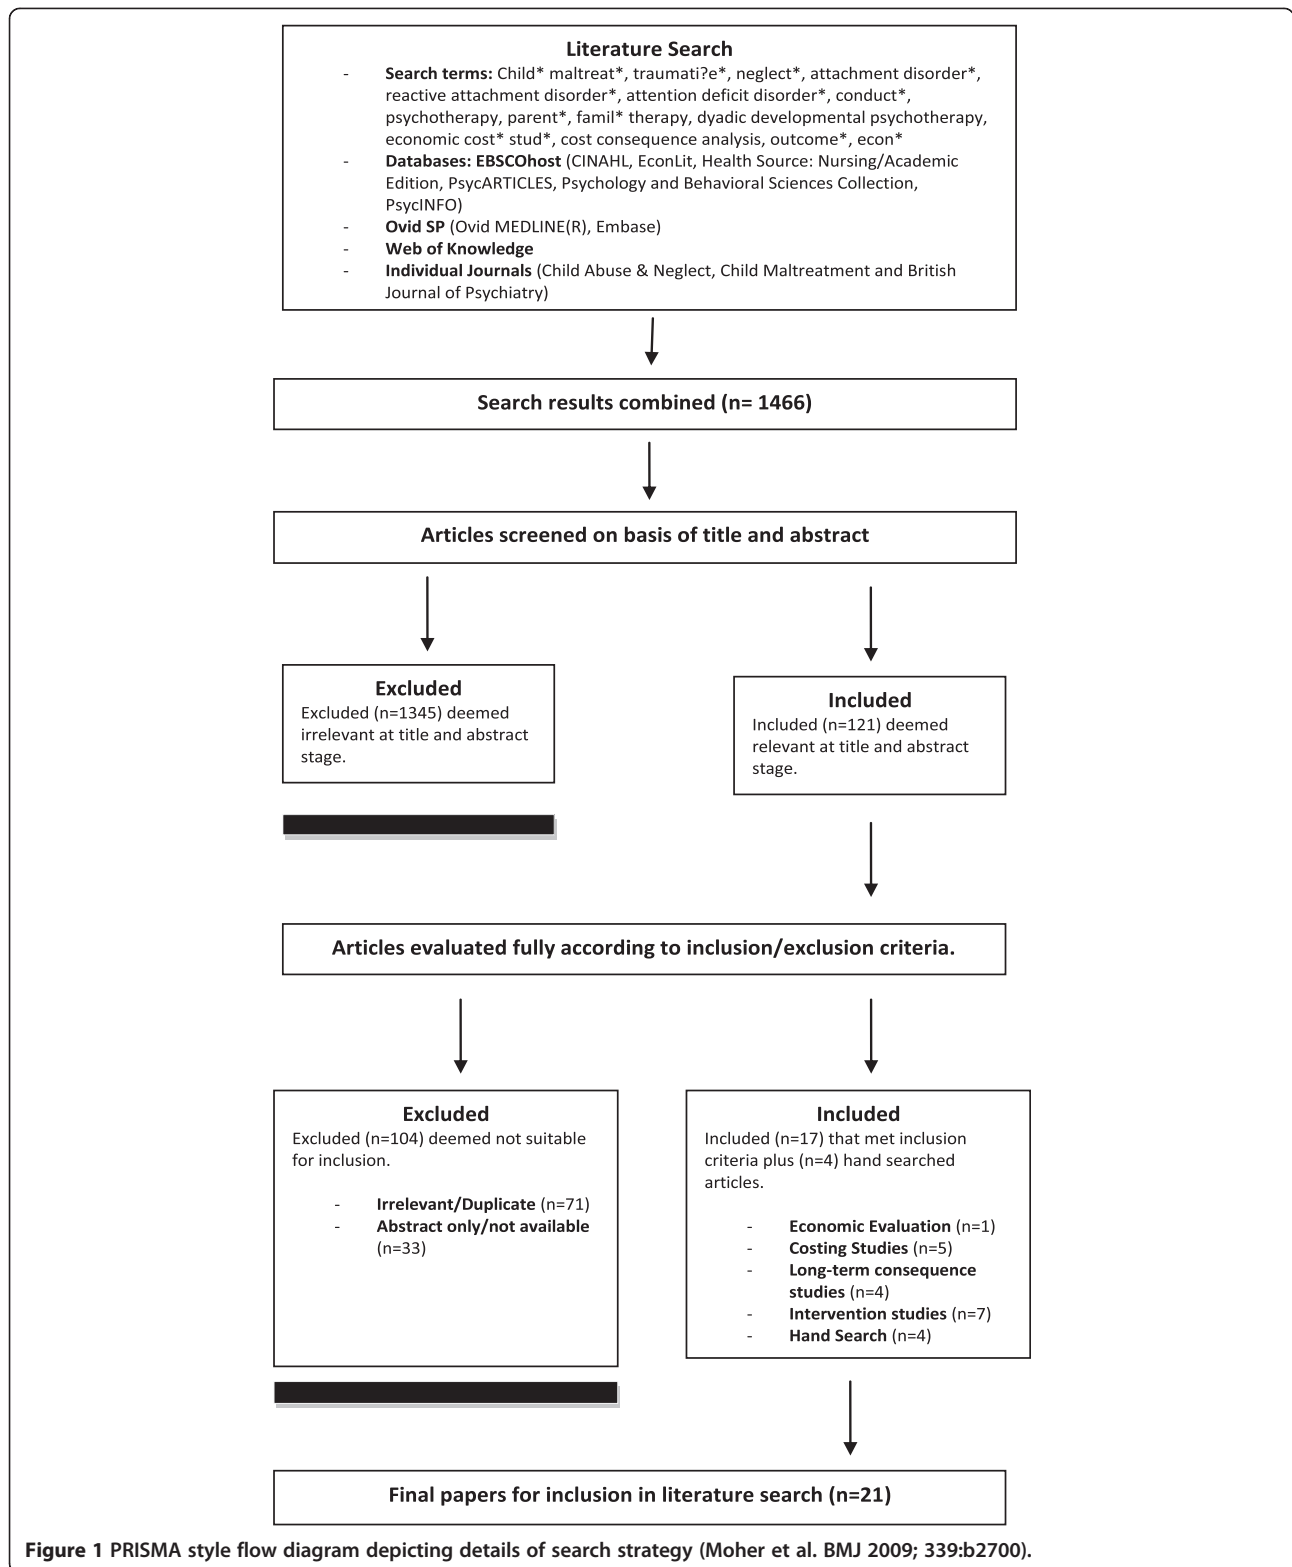 Literature Search
- Search terms: Child* maltreat*, traumati?e*, neglect*, attachment disorder*,
reactive attachment disorder*, attention deficit disorder*, conduct*,
psychotherapy, parent*, famil* therapy, dyadic developmental psychotherapy,
economic cost* stud*, cost consequence analysis, outcome*, econ*
- Databases: EBSCOhost (CINAHL, EconLit, Health Source: Nursing/Academic
Edition, PsycARTICLES, Psychology and Behavioral Sciences Collection,
PsycINFO)
- Ovid SP (Ovid MEDLINE(R), Embase)
- Web of Knowledge
- Individual Journals (Child Abuse & Neglect, Child Maltreatment and British
Journal of Psychiatry)
Search results combined (n= 1466)
Articles screened on basis of title and abstract
Excluded
Excluded (n=1345) deemed
irrelevant at title and abstract
stage.
Included
Included (n=121) deemed
relevant at title and abstract
stage.
Articles evaluated fully according to inclusion/exclusion criteria.
Excluded
Excluded (n=104) deemed not suitable
for inclusion.
- Irrelevant/Duplicate (n=71)
- Abstract only/not available
(n=33)
Included
Included (n=17) that met inclusion
criteria plus (n=4) hand searched
articles.
- Economic Evaluation (n=1)
- Costing Studies (n=5)
- Long-term consequence
studies (n=4)
- Intervention studies (n=7)
- Hand Search (n=4)
Final papers for inclusion in literature search (n=21)
Figure 1 PRISMA style flow diagram depicting details of search strategy (Moher et al. BMJ 2009; 339:b2700).